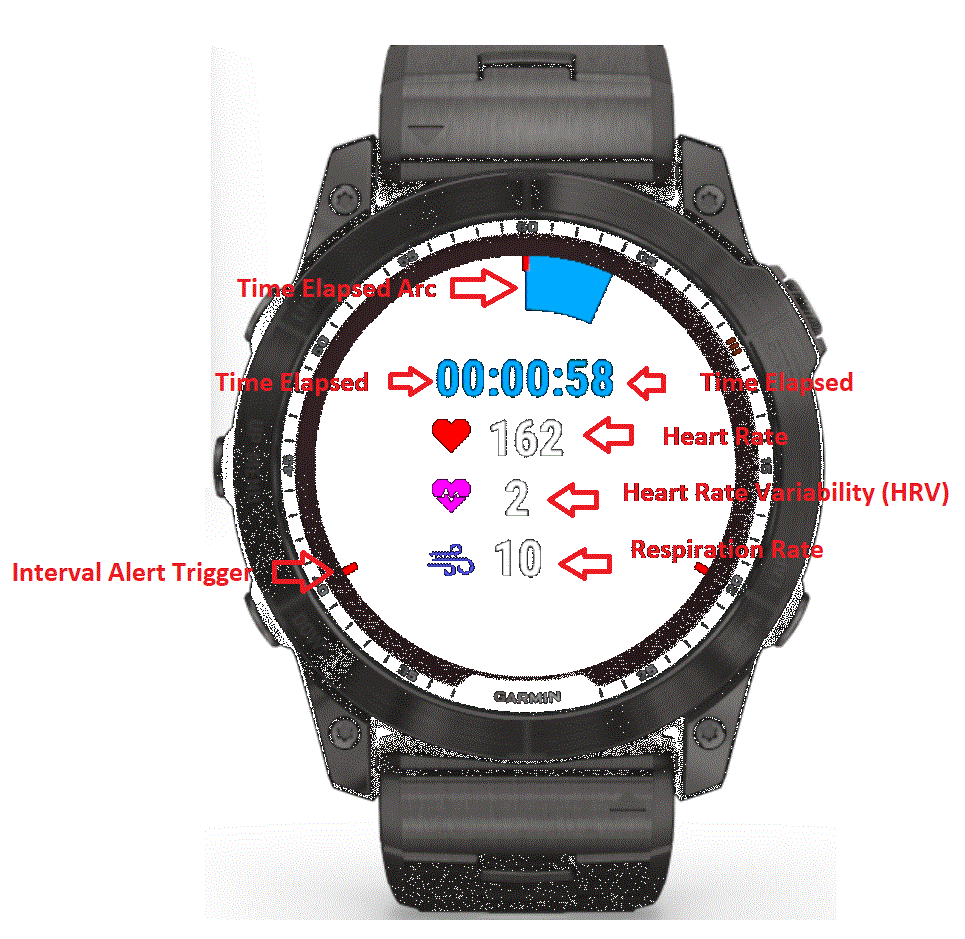 60
Time Elapsed Arc
Time Elapsed
00:00:58
Time Elapsed
162
Heart Rate
2
Heart Rate Variability (HRV)
10
Respiration Rate
Interval Alert Trigger
GARMIN